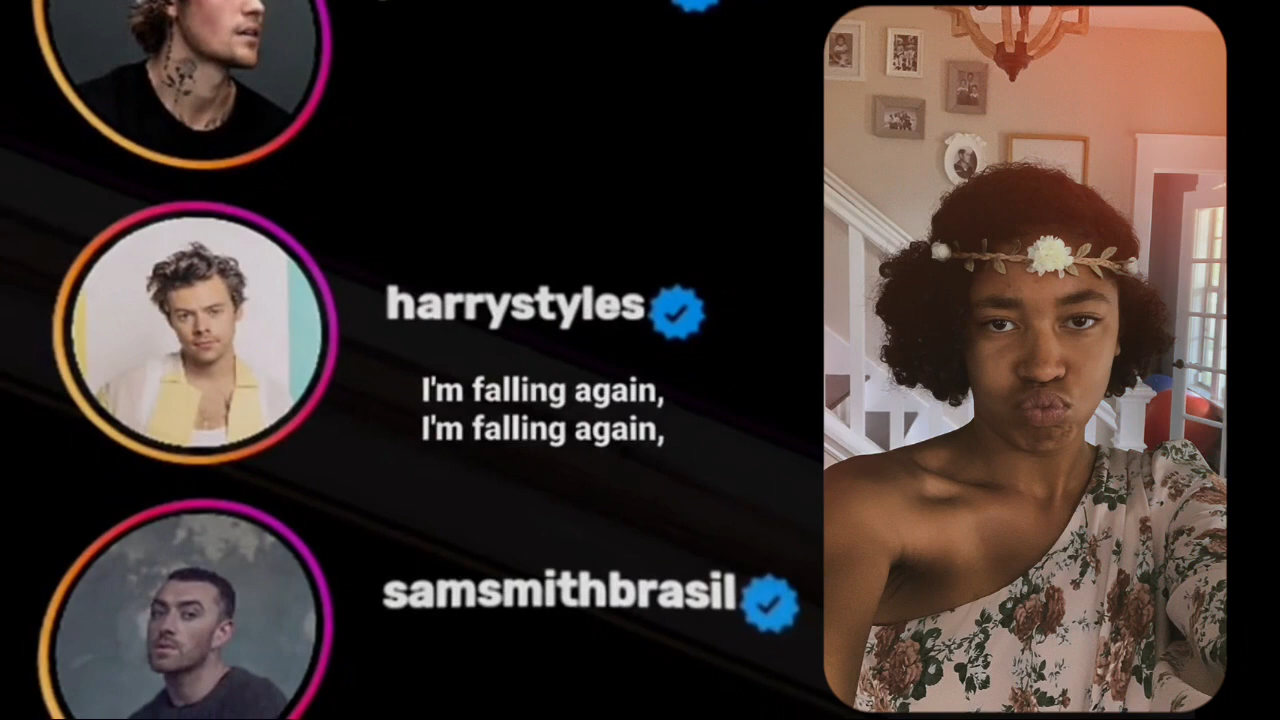 harrystyles
I'm falling again,
I'm falling again,
samsmithbrasil